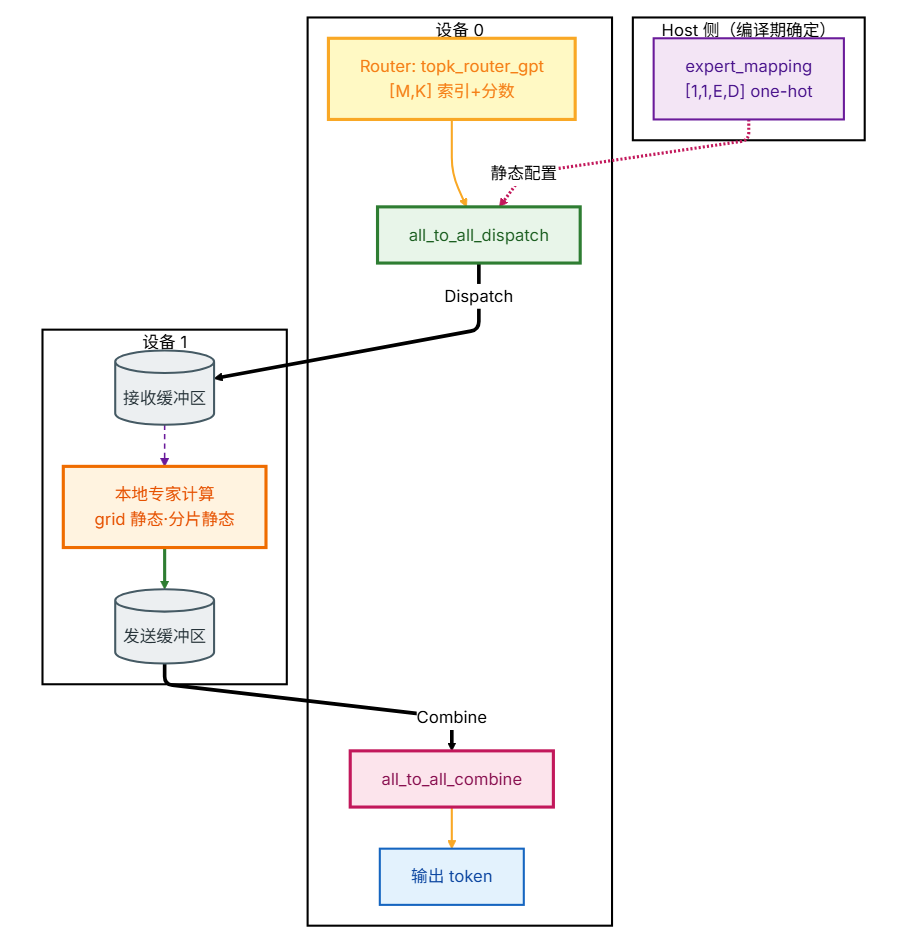 设备 0
Router: topk_router_gpt
[M,K] 索引+分数
Host 侧（编译期确定）
expert_mapping
[1,1,E,D] one-hot
静态配置
all_to_all_dispatch
Dispatch
设备 1
接收缓冲区
本地专家计算
grid 静态·分片静态
发送缓冲区
Combine
all_to_all_combine
输出 token